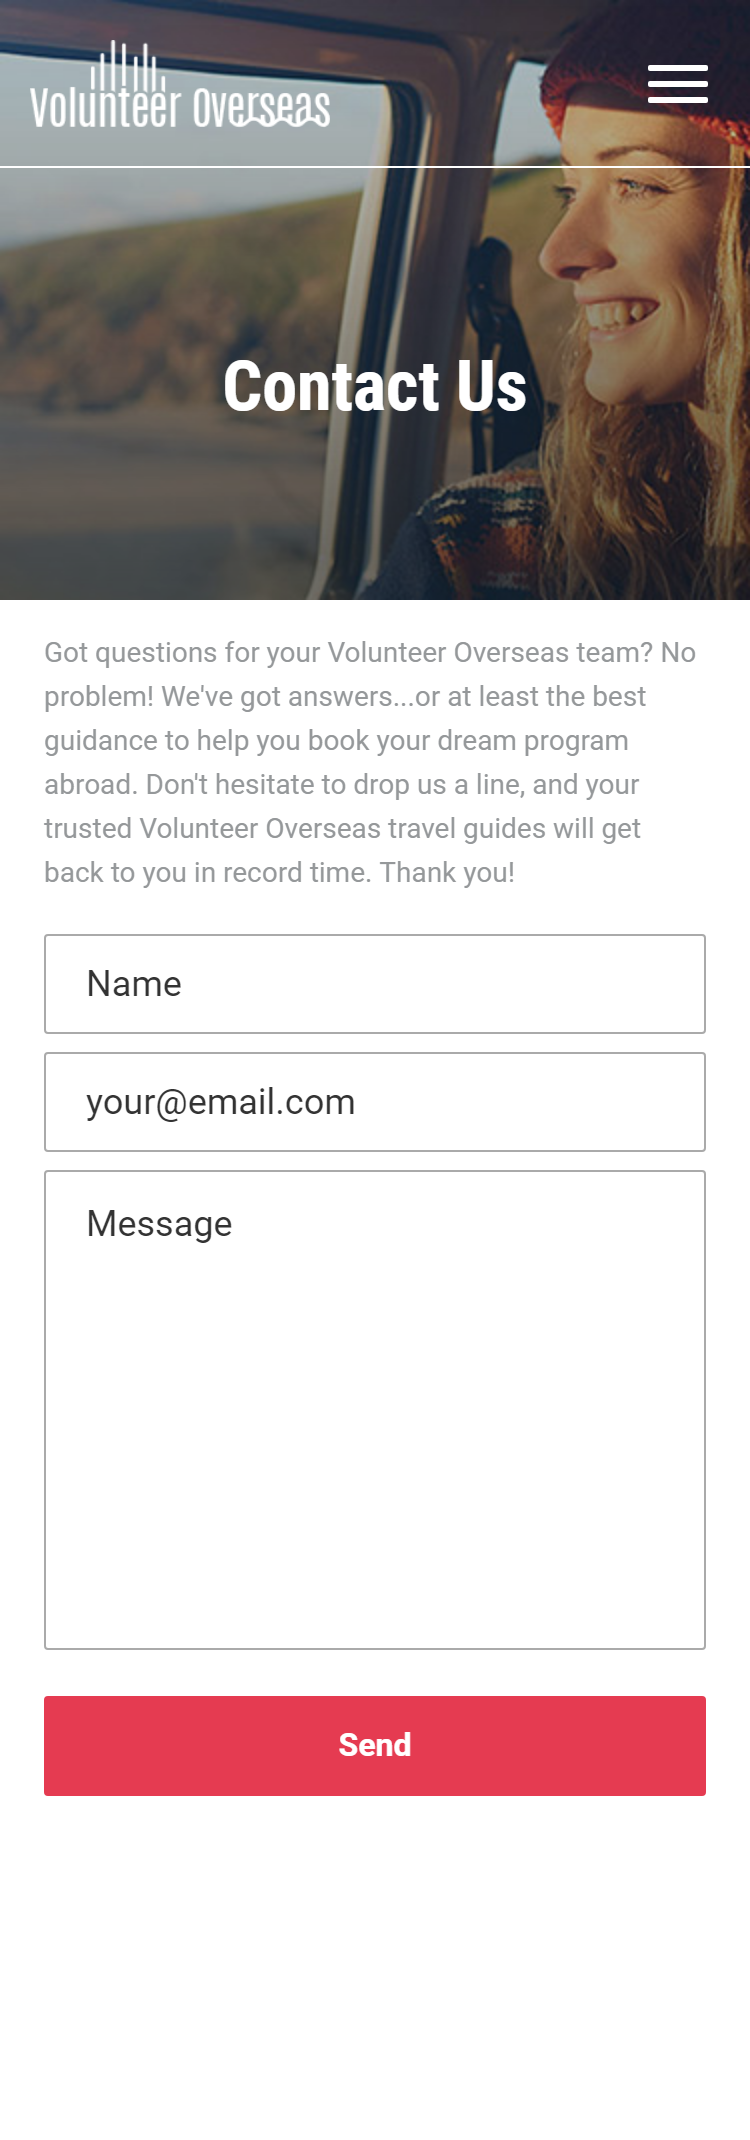 Volunteer Overseas
Contact Us
Got questions for your Volunteer Overseas team? No
problem! We've got answers...or at least the best
guidance to help you book your dream program
abroad. Don't hesitate to drop us a line, and your
trusted Volunteer Overseas travel guides will get
back to you in record time. Thank you!
Name
your@email.com
Message
Send